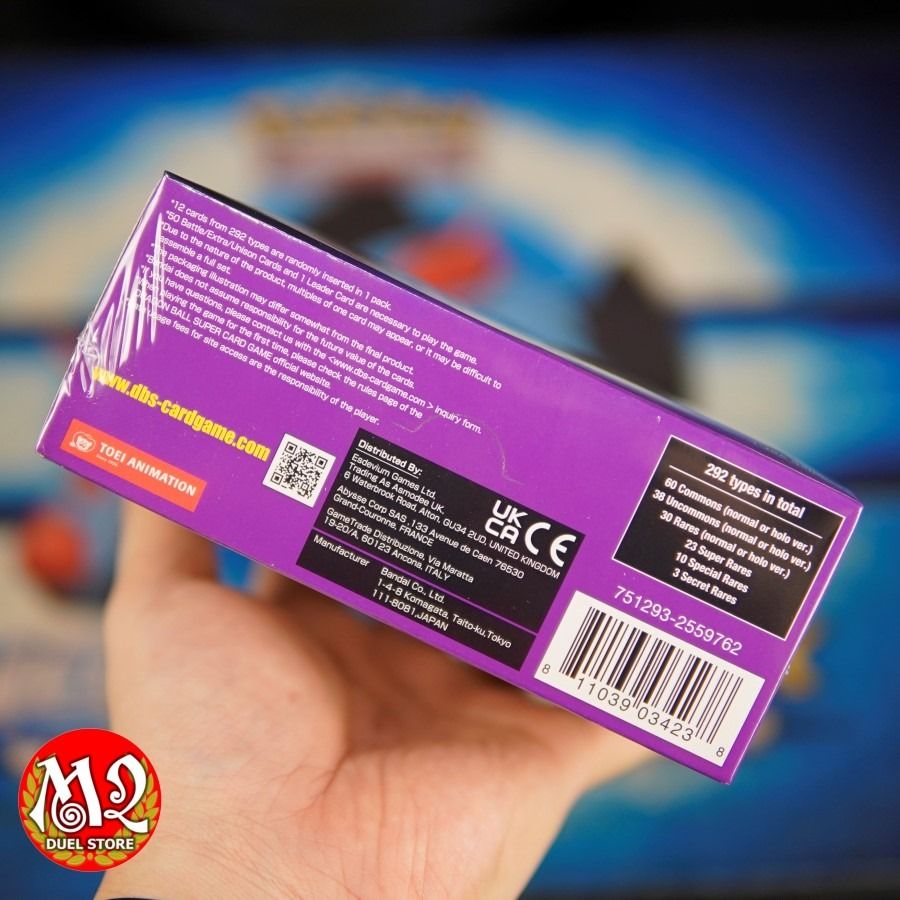 *12 cards from 292 types are randomly inserted in 1 pack.
*50 Battle/Extra/Unison Cards and 1 Leader Card are necessary to play the game.
*Due to the nature of the product, multiples of one card may appear, or it may be difficult to
assemble a full set.
packaging illustration may differ somewhat from the final product.
*Bandai does not assume responsibility for the future value of the cards.
*If you have questions, please contact us with the <www.dbs-cardgame.com > inquiry form.
playing the game for the first time, please check the rules page of the
DRAGON BALL SUPER CARD GAME official website.
usage fees for site access are the responsibility of the player.
www.dbs-cardgame.com
TOEI ANIMATION
Distributed By:
Esdevium Games Ltd,
Trading As Asmodee UK.
6 Waterbrook Road, Alton, GU34 2UD, UNITED KINGDOM
Abysse Corp SAS ,133 Avenue de Caen 76530
Grand-Couronne, FRANCE
GameTrade Distribuzione, Via Maratta
19-20/A, 60123 Ancona, ITALY
UK
CA CE
Manufacturer Bandai Co., Ltd.
1-4-8 Komagata, Taito-ku,Tokyo
111-8081,JAPAN
292 types in total
60 Commons (normal or holo ver.)
38 Uncommons (normal or holo ver.)
30 Rares (normal or holo ver.)
23 Super Rares
10 Special Rares
3 Secret Rares
751293-2559762
8 11039 03423 8
M2
DUEL STORE